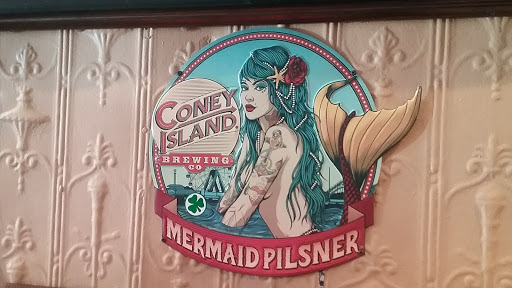 CONEY
ISLAND
BREWING
CO
MERMAID PILSNER